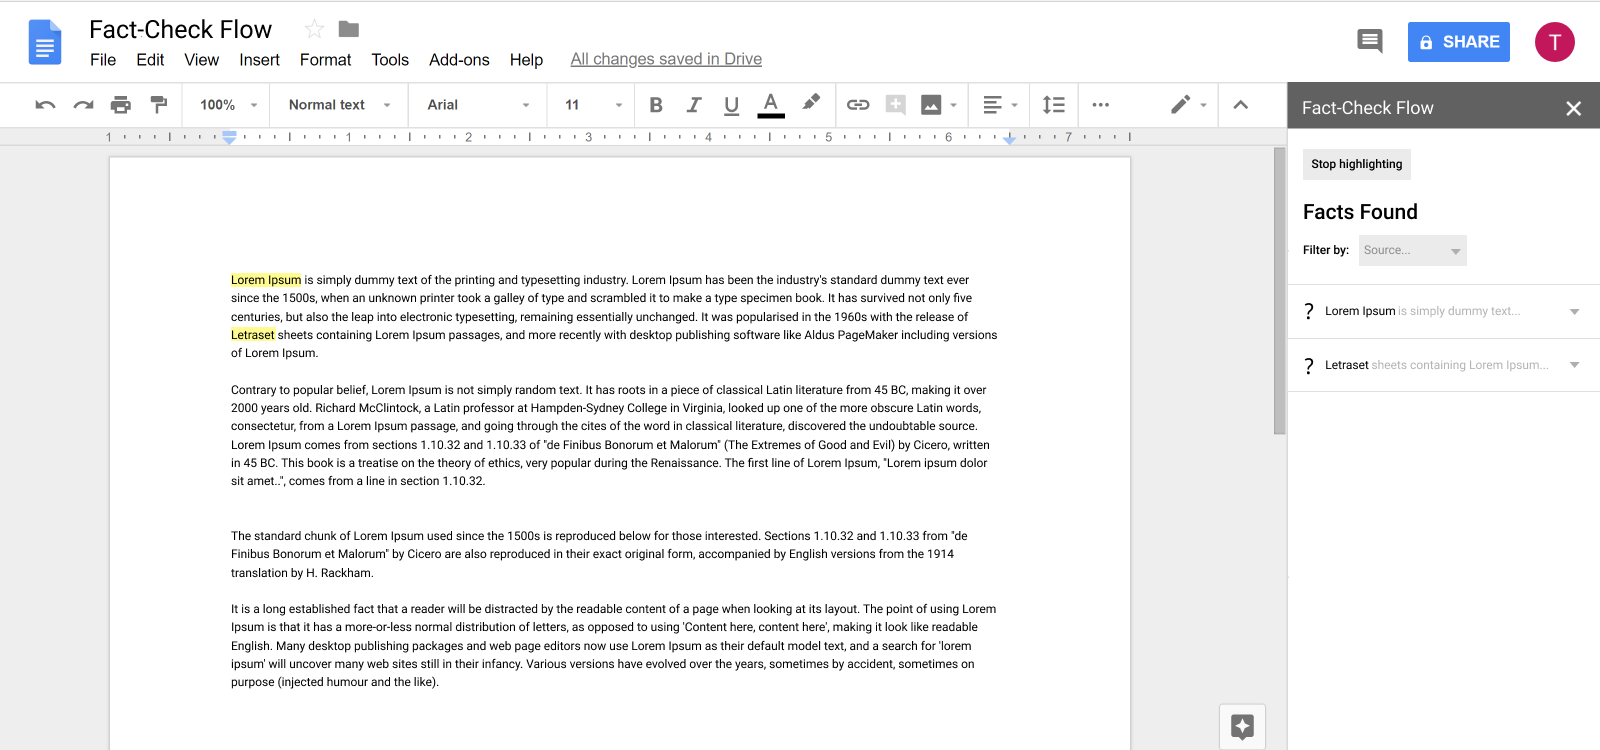 Fact-Check Flow
File Edit View Insert Format Tools Add-ons Help All changes saved in Drive
SHARE
T
100% Normal text Arial 11 B I U A
Fact-Check Flow
1 1 2 3 4 5 6 7
Stop highlighting
Facts Found
Filter by: Source...
? Lorem Ipsum is simply dummy text...
? Letraset sheets containing Lorem Ipsum...
Lorem Ipsum is simply dummy text of the printing and typesetting industry. Lorem Ipsum has been the industry's standard dummy text ever
since the 1500s, when an unknown printer took a galley of type and scrambled it to make a type specimen book. It has survived not only five
centuries, but also the leap into electronic typesetting, remaining essentially unchanged. It was popularised in the 1960s with the release of
Letraset sheets containing Lorem Ipsum passages, and more recently with desktop publishing software like Aldus PageMaker including versions
of Lorem Ipsum.
Contrary to popular belief, Lorem Ipsum is not simply random text. It has roots in a piece of classical Latin literature from 45 BC, making it over
2000 years old. Richard McClintock, a Latin professor at Hampden-Sydney College in Virginia, looked up one of the more obscure Latin words,
consectetur, from a Lorem Ipsum passage, and going through the cites of the word in classical literature, discovered the undoubtable source.
Lorem Ipsum comes from sections 1.10.32 and 1.10.33 of "de Finibus Bonorum et Malorum" (The Extremes of Good and Evil) by Cicero, written
in 45 BC. This book is a treatise on the theory of ethics, very popular during the Renaissance. The first line of Lorem Ipsum, "Lorem ipsum dolor
sit amet..", comes from a line in section 1.10.32.
The standard chunk of Lorem Ipsum used since the 1500s is reproduced below for those interested. Sections 1.10.32 and 1.10.33 from "de
Finibus Bonorum et Malorum" by Cicero are also reproduced in their exact original form, accompanied by English versions from the 1914
translation by H. Rackham.
It is a long established fact that a reader will be distracted by the readable content of a page when looking at its layout. The point of using Lorem
Ipsum is that it has a more-or-less normal distribution of letters, as opposed to using 'Content here, content here', making it look like readable
English. Many desktop publishing packages and web page editors now use Lorem Ipsum as their default model text, and a search for 'lorem
ipsum' will uncover many web sites still in their infancy. Various versions have evolved over the years, sometimes by accident, sometimes on
purpose (injected humour and the like).